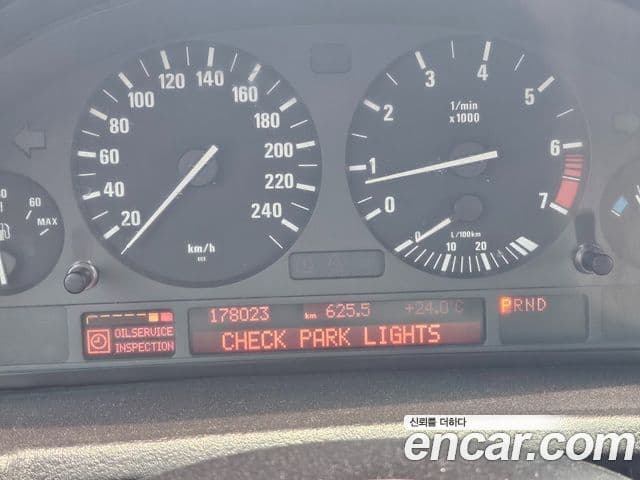 20
40
60
80
100
120
140
160
180
200
220
240
km/h
0
1
2
3
4
5
6
7
1/min
x1000
0
10
20
L/100km
60
MAX
OILSERVICE
INSPECTION
178023 km 625.5 +24.0°C
CHECK PARK LIGHTS
PRND
신뢰를 더하다
encar.com